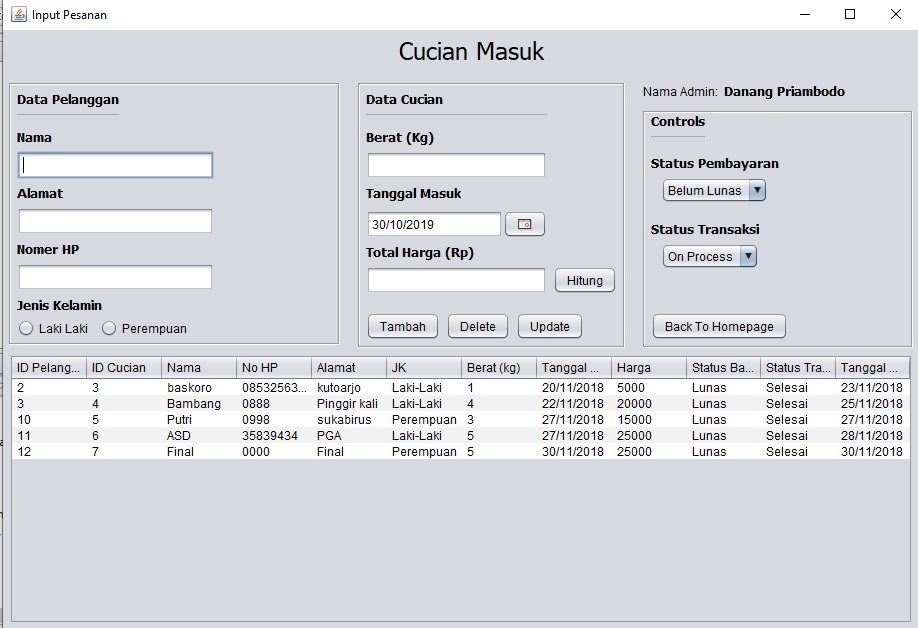 Input Pesanan
Cucian Masuk
Data Pelanggan
Nama
Alamat
Nomer HP
Jenis Kelamin
Laki Laki Perempuan
Data Cucian
Berat (Kg)
Tanggal Masuk
30/10/2019
Total Harga (Rp)
Hitung
Tambah Delete Update
Nama Admin: Danang Priambodo
Controls
Status Pembayaran
Belum Lunas
Status Transaksi
On Process
Back To Homepage
ID Pelang... ID Cucian Nama No HP Alamat JK Berat (kg) Tanggal ... Harga Status Ba... Status Tra... Tanggal ...
2 3 baskoro 08532563... kutoarjo Laki-Laki 1 20/11/2018 5000 Lunas Selesai 23/11/2018
3 4 Bambang 0888 Pinggir kali Laki-Laki 4 22/11/2018 20000 Lunas Selesai 25/11/2018
10 5 Putri 0998 sukabirus Perempuan 3 27/11/2018 15000 Lunas Selesai 27/11/2018
11 6 ASD 35839434 PGA Laki-Laki 5 27/11/2018 25000 Lunas Selesai 28/11/2018
12 7 Final 0000 Final Perempuan 5 30/11/2018 25000 Lunas Selesai 30/11/2018